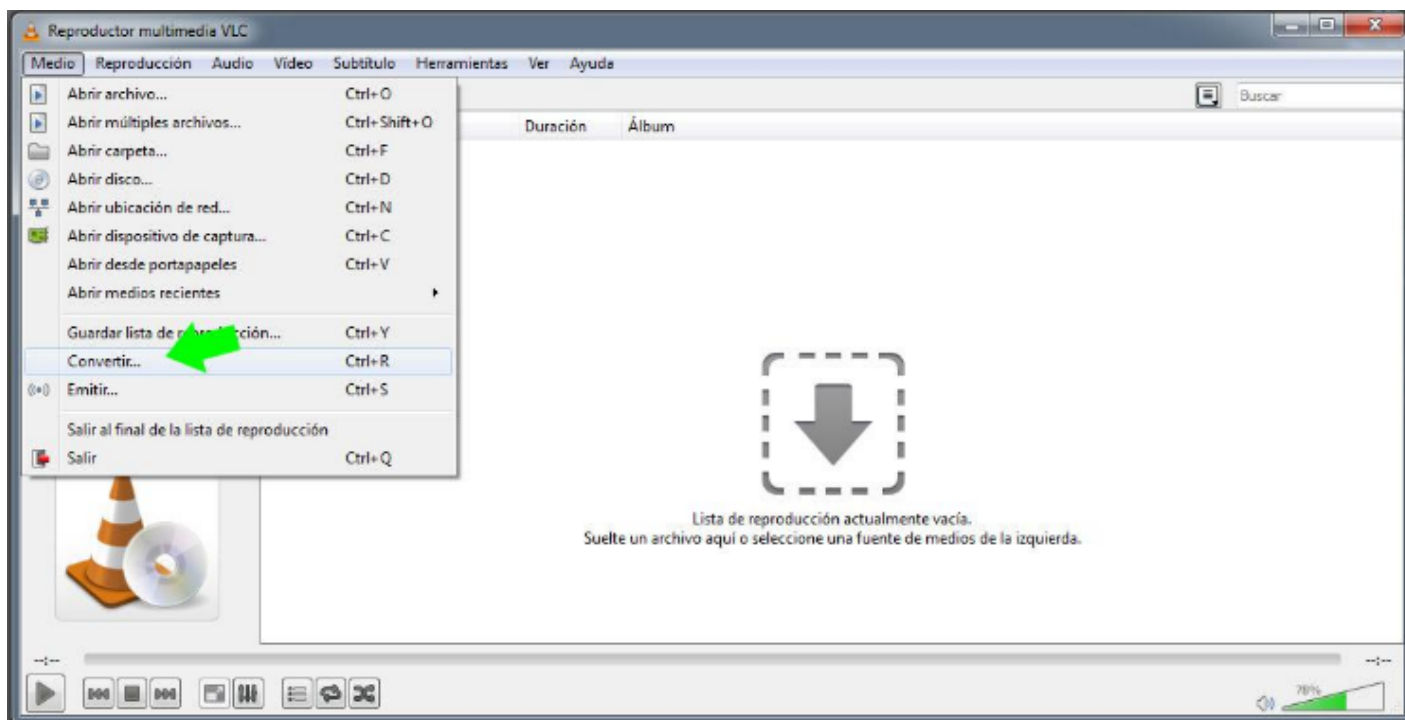 Reproductor multimedia VLC
Medio Reproducción Audio Vídeo Subtítulo Herramientas Ver Ayuda
Buscar
Duración Álbum
Abrir archivo... Ctrl+O
Abrir múltiples archivos... Ctrl+Shift+O
Abrir carpeta... Ctrl+F
Abrir disco... Ctrl+D
Abrir ubicación de red... Ctrl+N
Abrir dispositivo de captura... Ctrl+C
Abrir desde portapapeles Ctrl+V
Abrir medios recientes
Guardar lista de Ctrl+Y
Convertir... Ctrl+R
Emitir... Ctrl+S
Salir al final de la lista de reproducción
Salir Ctrl+Q
Lista de reproducción actualmente vacía.
Suelte un archivo aquí o seleccione una fuente de medios de la izquierda.
--:-- --:--
78%